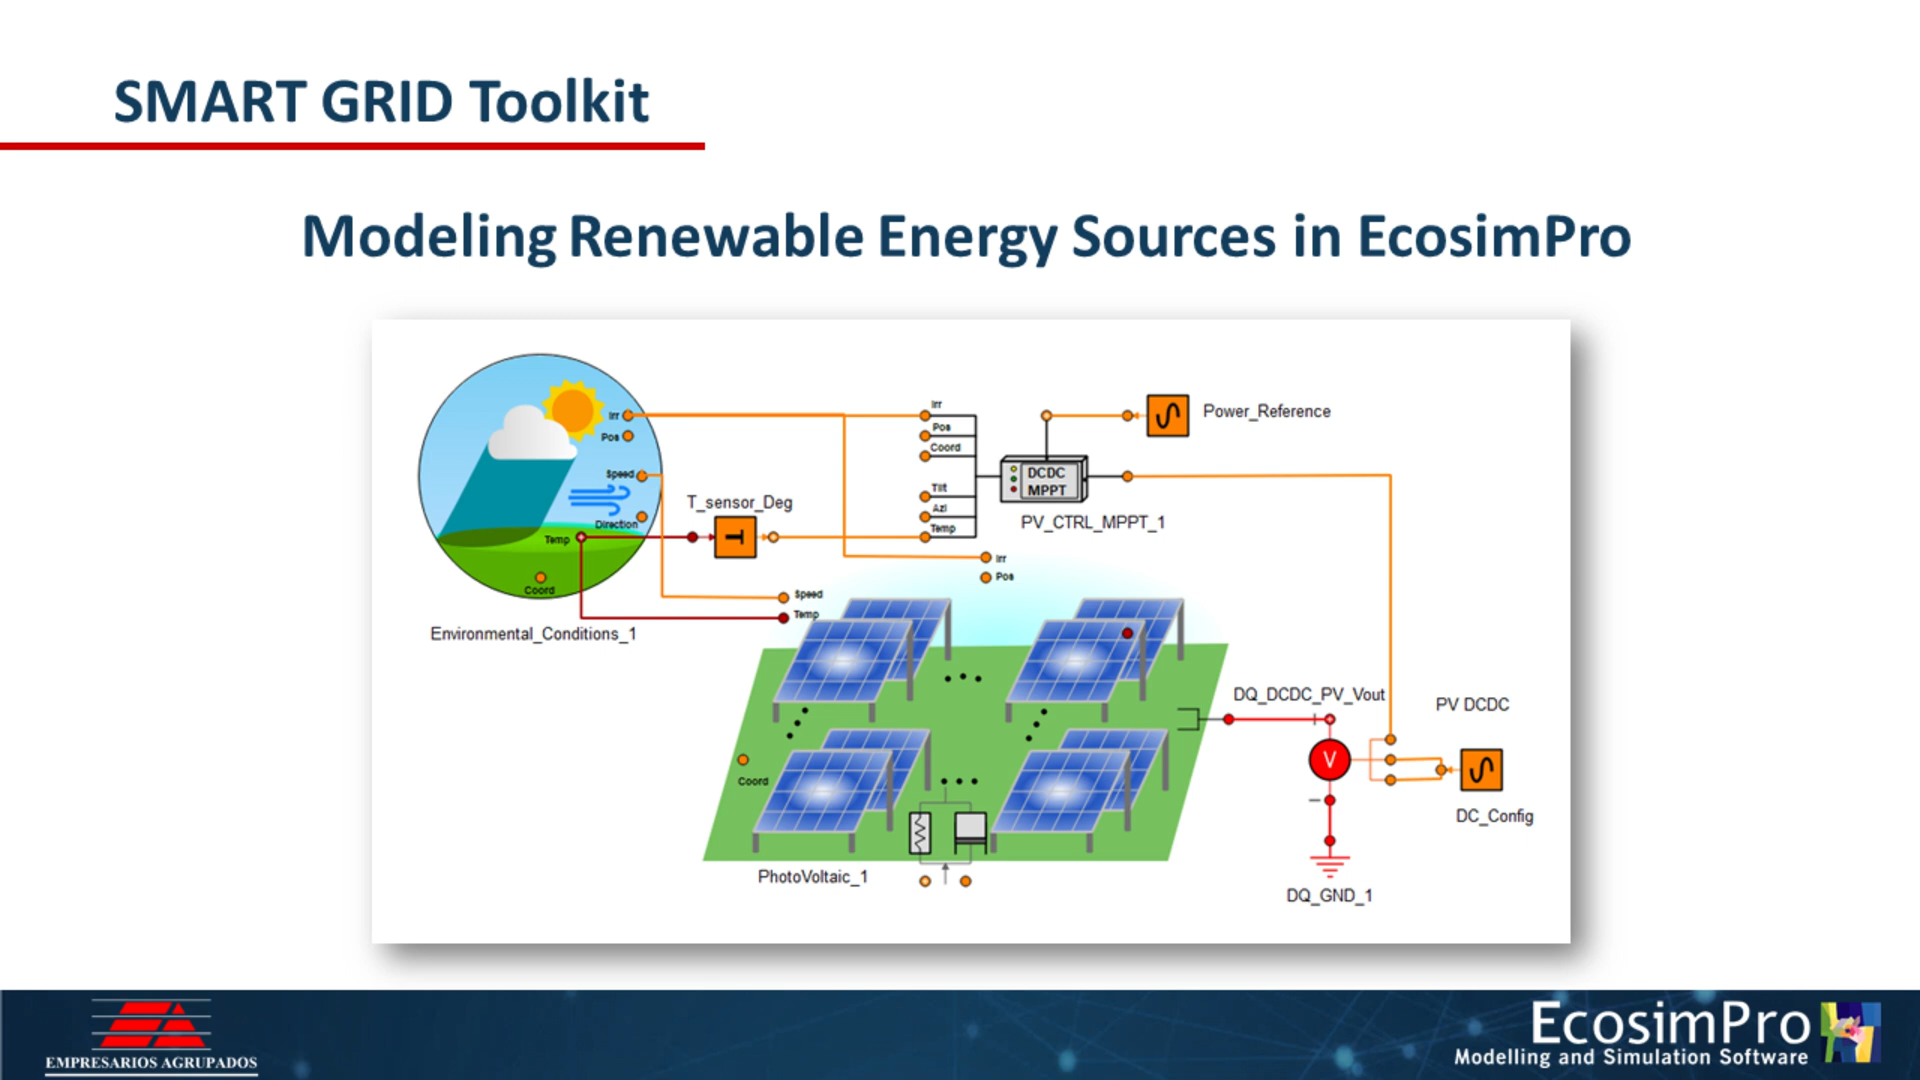 SMART GRID Toolkit
Modeling Renewable Energy Sources in EcosimPro
Irr
Pos
Speed
Direction
Temp
Coord
Environmental_Conditions_1
T_sensor_Deg
T
Irr
Pos
Coord
Tilt
Azi
Temp
DCDC
MPPT
PV_CTRL_MPPT_1
Power_Reference
Irr
Pos
Speed
Temp
Coord
PhotoVoltaic_1
DQ_DCDC_PV_Vout
PV DCDC
V
DC_Config
DQ_GND_1
EMPRESARIOS AGRUPADOS
EcosimPro
Modelling and Simulation Software